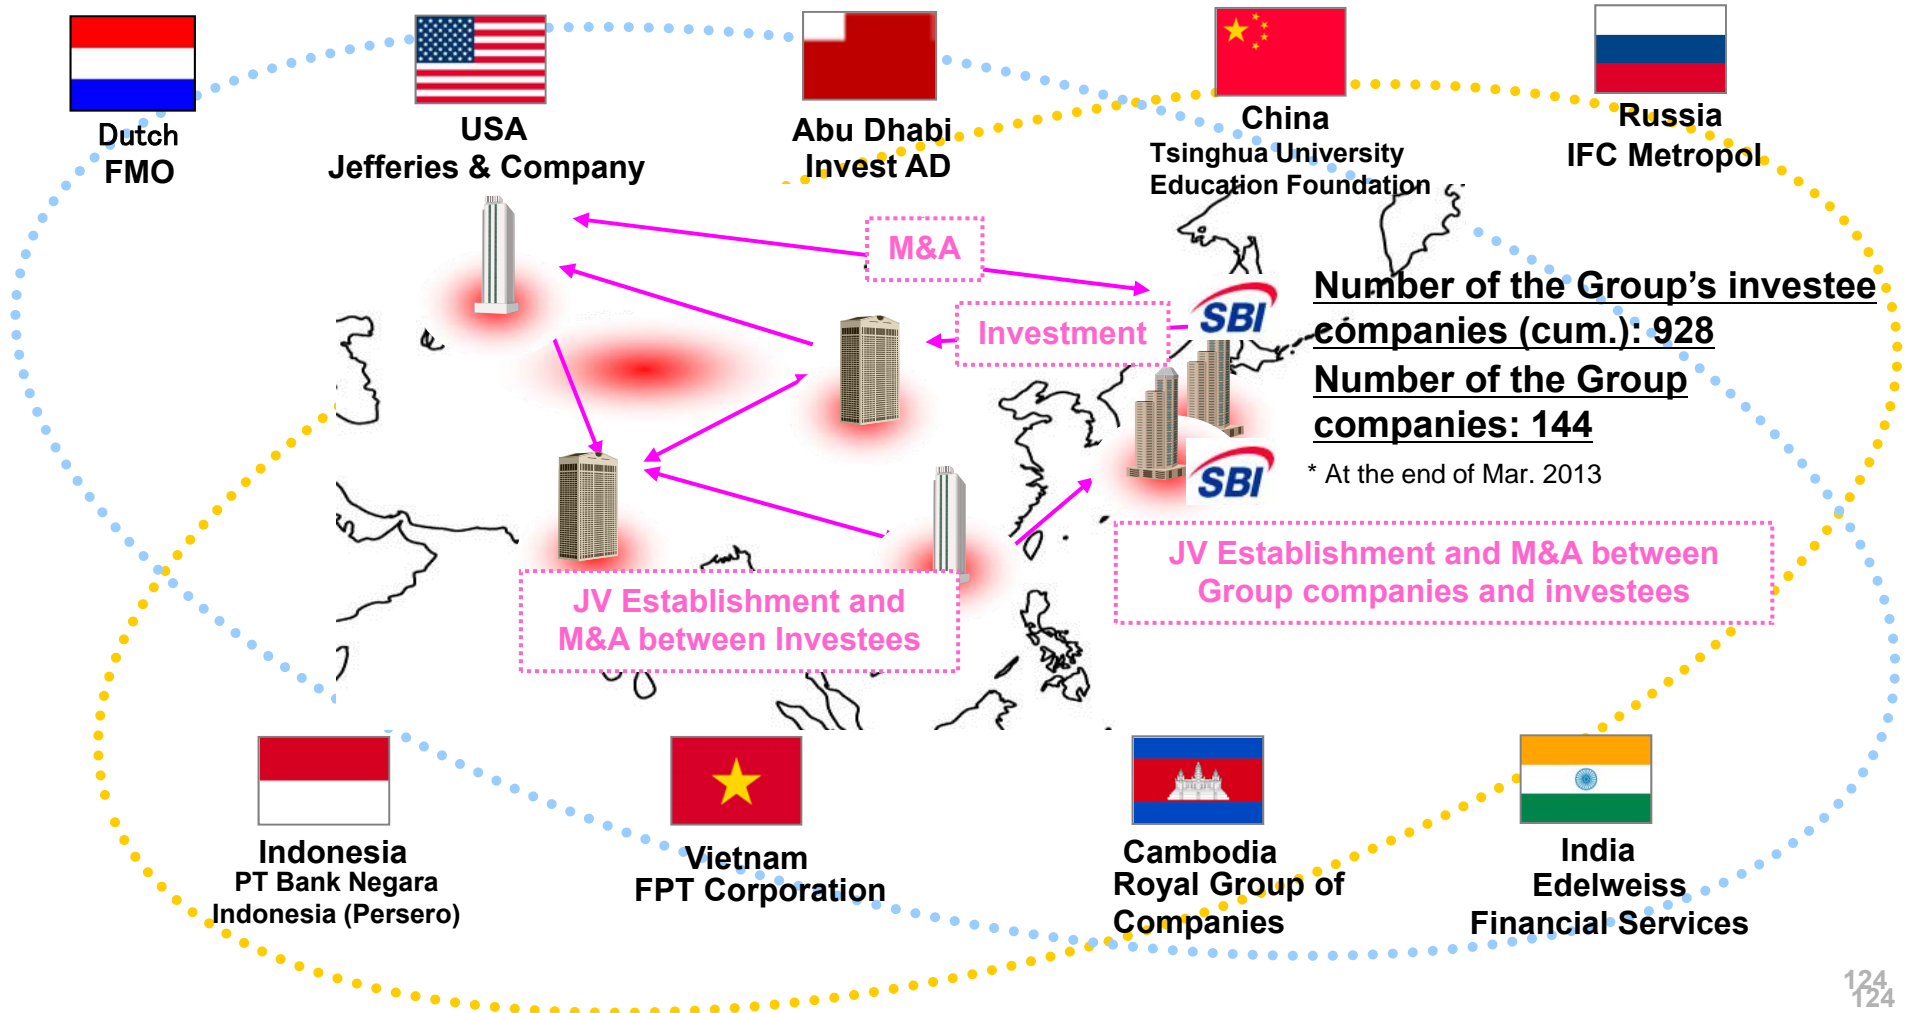 Dutch
FMO
USA
Jefferies & Company
Abu Dhabi
Invest AD
China
Tsinghua University
Education Foundation
Russia
IFC Metropol
M&A
Investment
SBI
SBI
Number of the Group’s investee
companies (cum.): 928
Number of the Group
companies: 144
* At the end of Mar. 2013
JV Establishment and M&A between
Group companies and investees
JV Establishment and
M&A between Investees
Indonesia
PT Bank Negara
Indonesia (Persero)
Vietnam
FPT Corporation
Cambodia
Royal Group of
Companies
India
Edelweiss
Financial Services
124
124